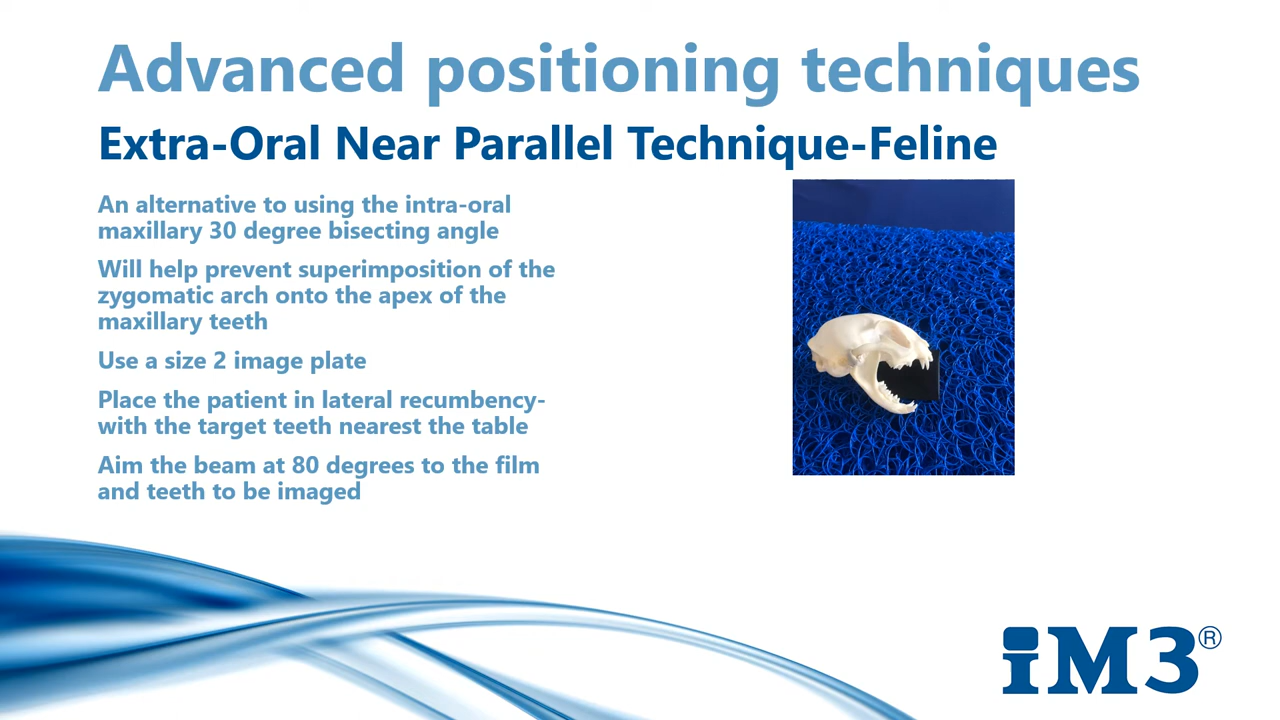 Advanced positioning techniques
Extra-Oral Near Parallel Technique-Feline
An alternative to using the intra-oral
maxillary 30 degree bisecting angle
Will help prevent superimposition of the
zygomatic arch onto the apex of the
maxillary teeth
Use a size 2 image plate
Place the patient in lateral recumbency-
with the target teeth nearest the table
Aim the beam at 80 degrees to the film
and teeth to be imaged
iM3®